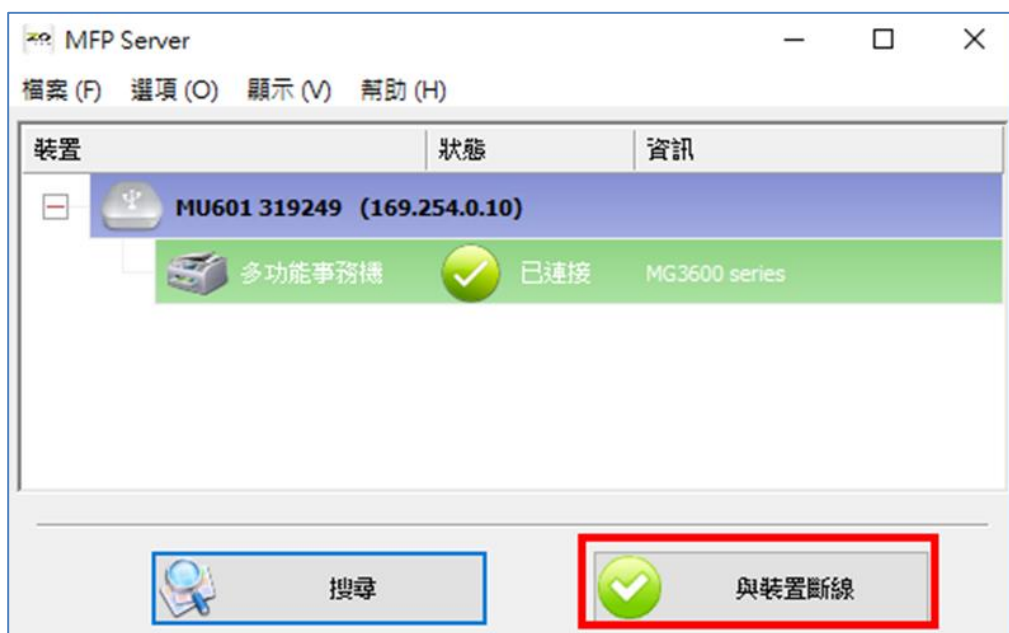 MFP Server
檔案 (F) 選項 (O) 顯示 (V) 幫助 (H)
裝置 狀態 資訊
MU601 319249 (169.254.0.10)
多功能事務機 已連接 MG3600 series
搜尋 與裝置斷線